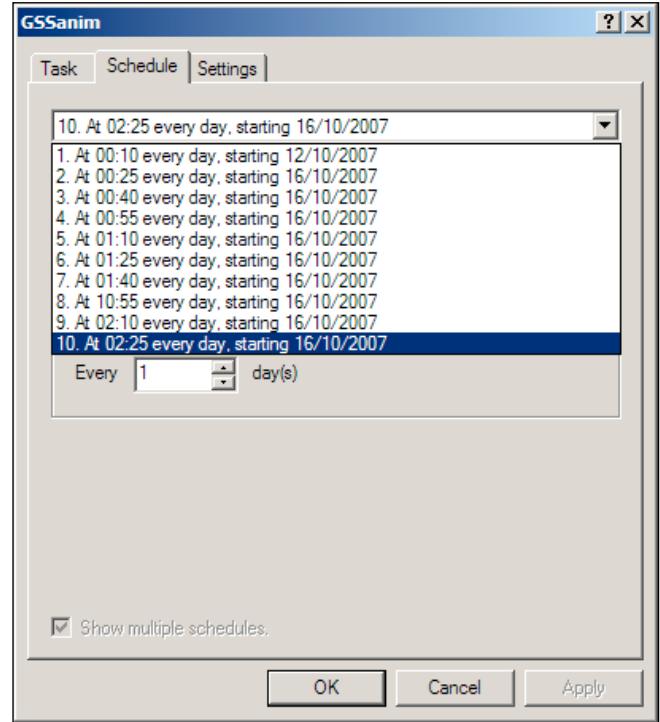 GSSanim
Task Schedule Settings
10. At 02:25 every day, starting 16/10/2007
1. At 00:10 every day, starting 12/10/2007
2. At 00:25 every day, starting 16/10/2007
3. At 00:40 every day, starting 16/10/2007
4. At 00:55 every day, starting 16/10/2007
5. At 01:10 every day, starting 16/10/2007
6. At 01:25 every day, starting 16/10/2007
7. At 01:40 every day, starting 16/10/2007
8. At 10:55 every day, starting 16/10/2007
9. At 02:10 every day, starting 16/10/2007
10. At 02:25 every day, starting 16/10/2007
Every 1 day(s)
Show multiple schedules.
OK Cancel Apply